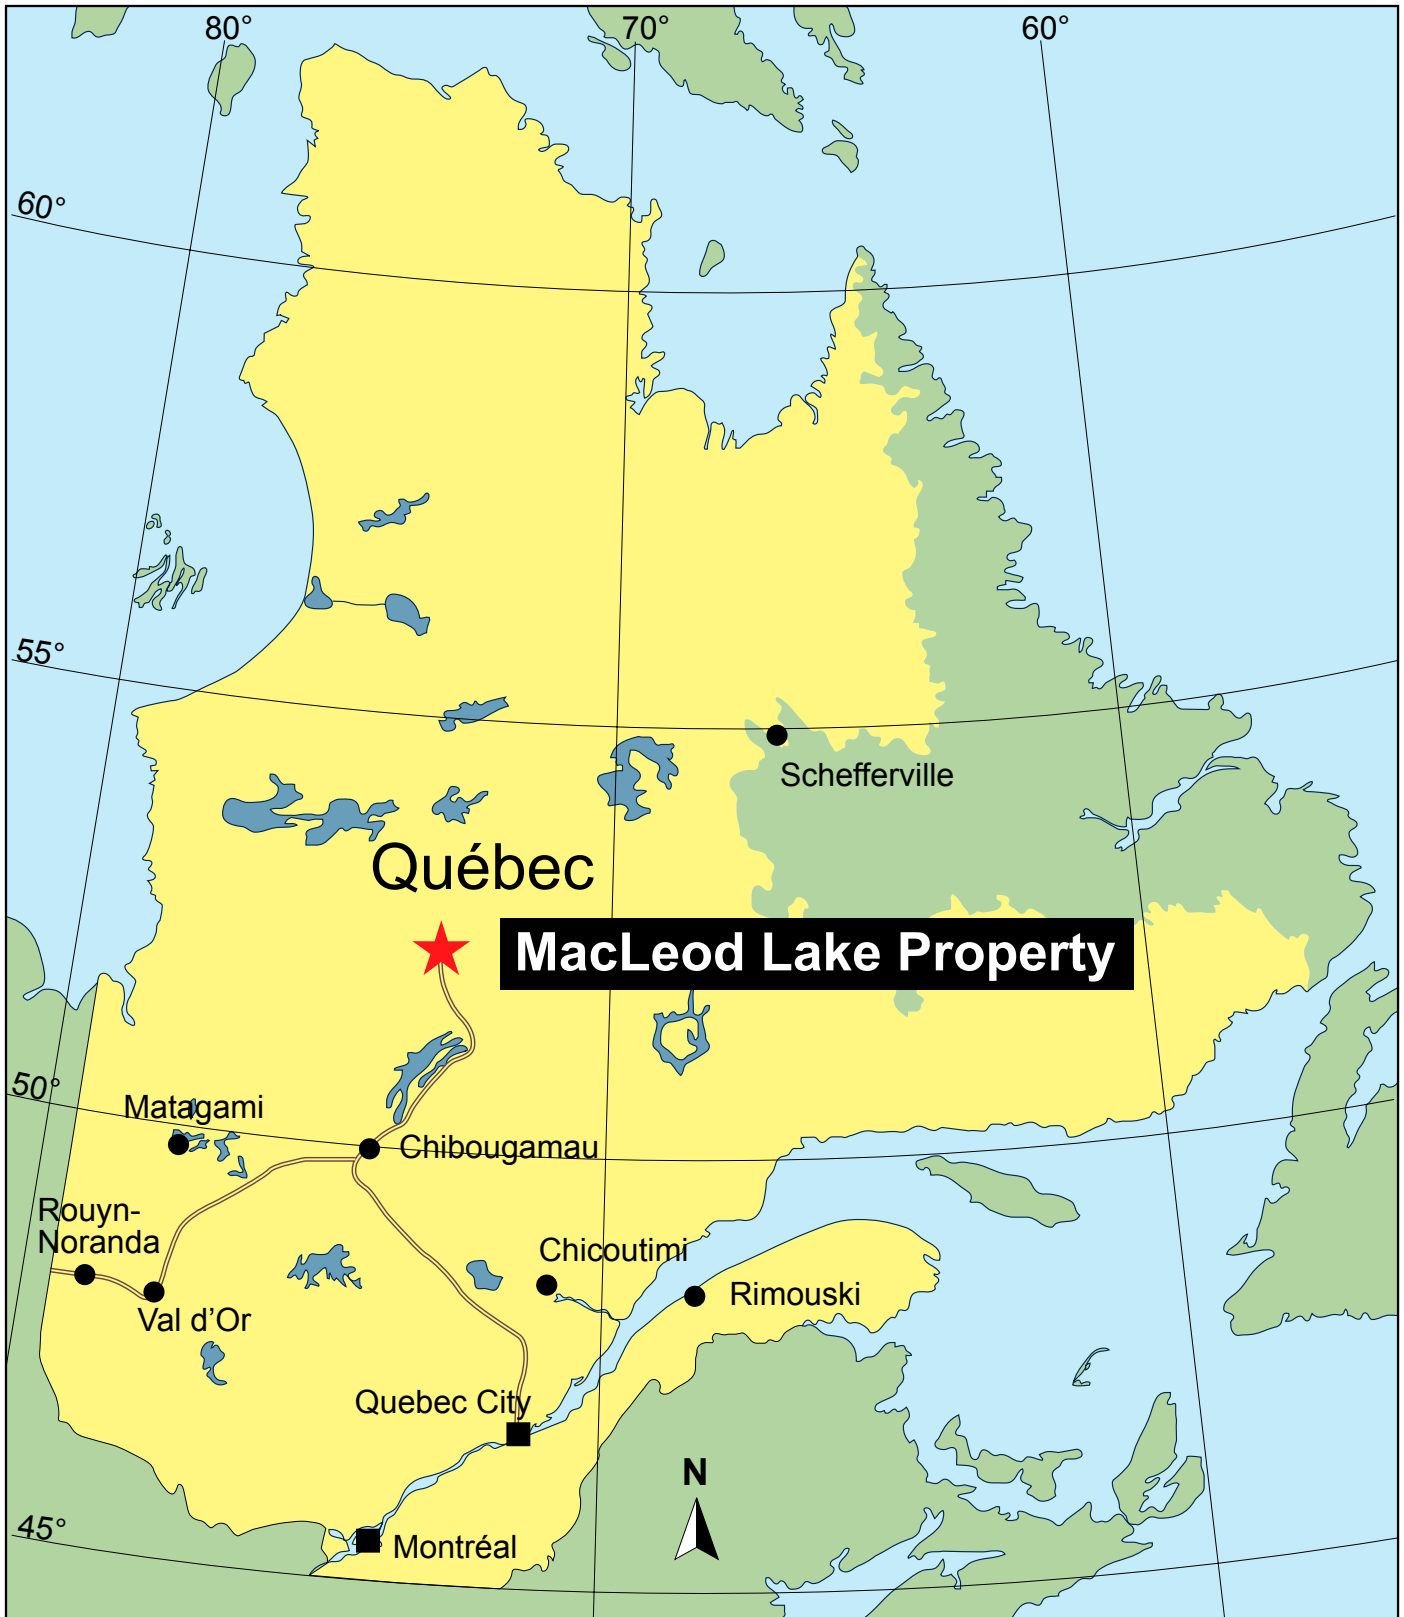 80°
70°
60°
60°
55°
Schefferville
Québec
MacLeod Lake Property
50°
Matagami
Chibougamau
Rouyn-
Noranda
Val d’Or
Chicoutimi
Rimouski
Quebec City
N
45°
Montréal